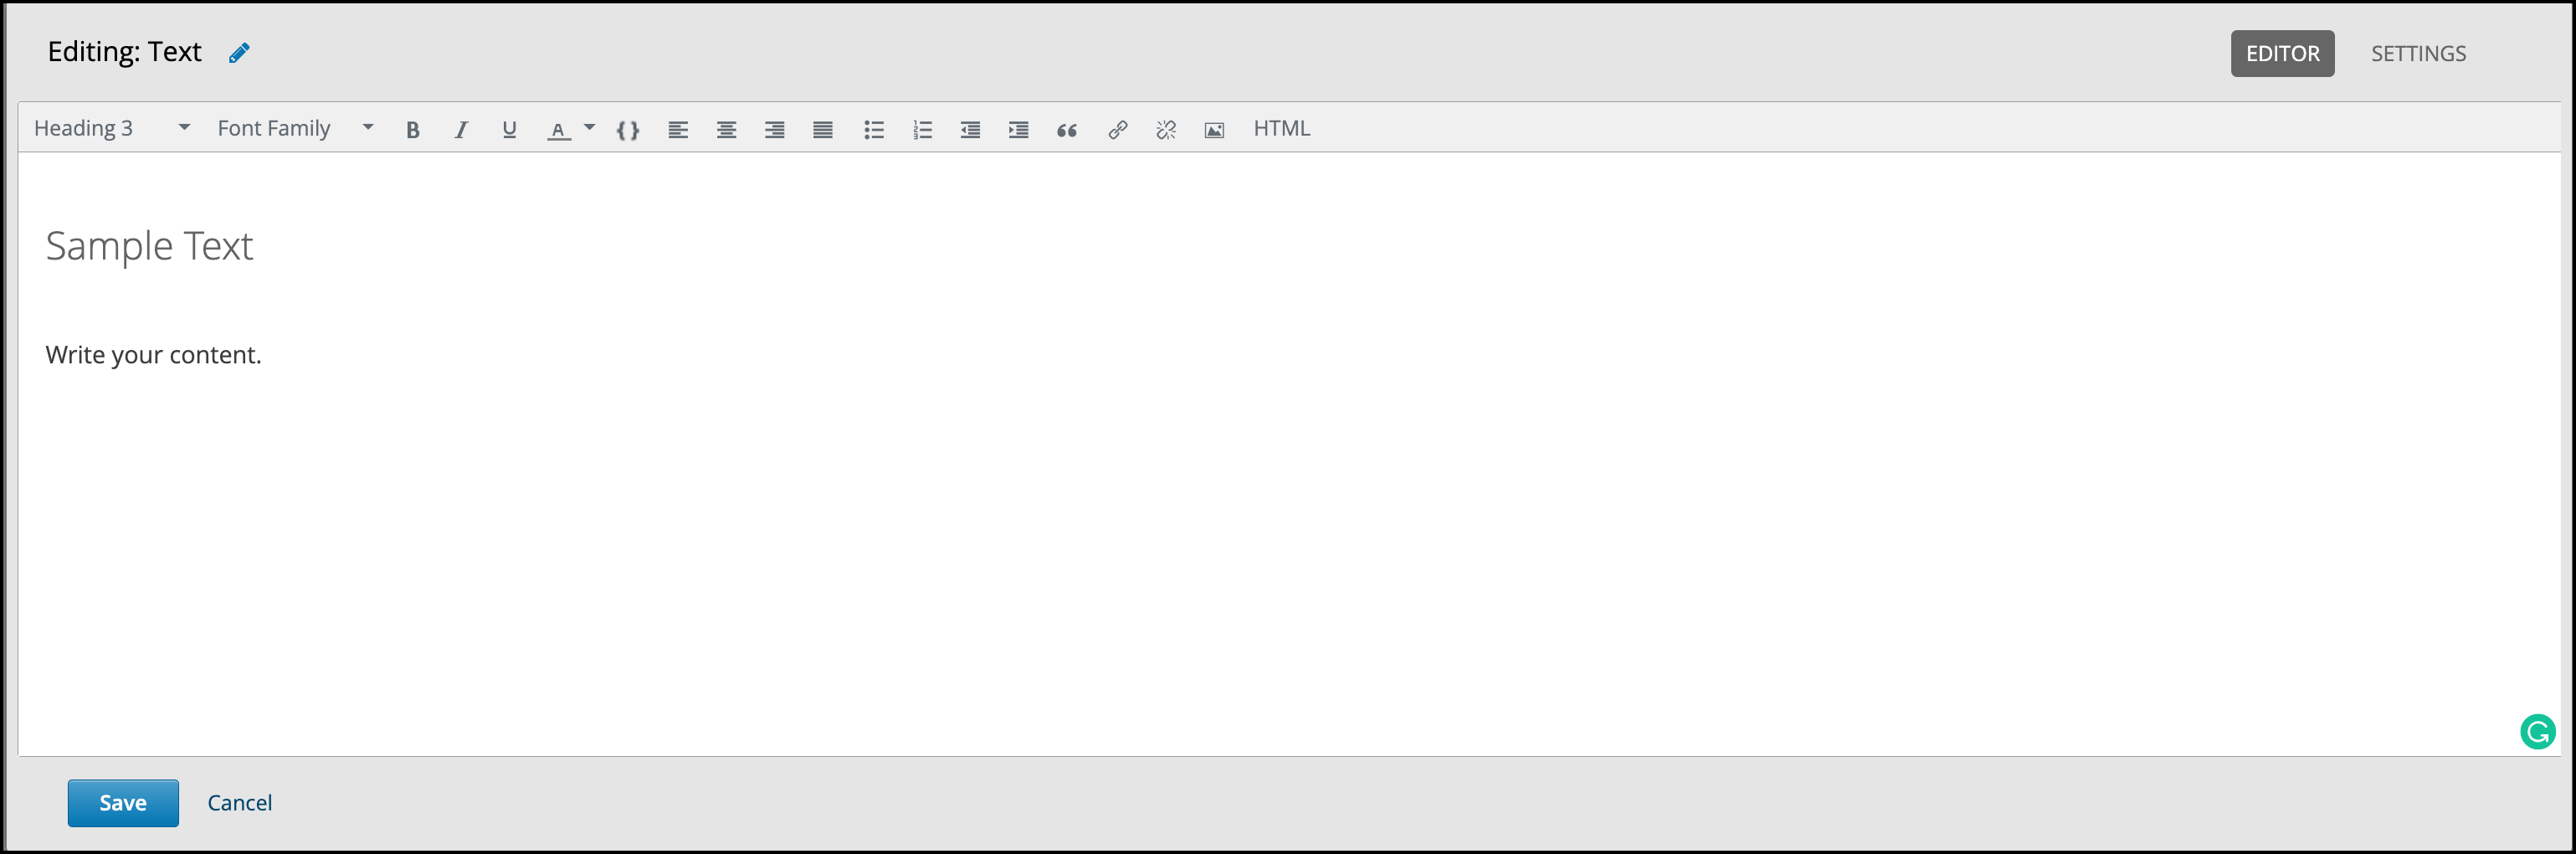 Editing: Text
EDITOR SETTINGS
Heading 3 Font Family B I U A {} HTML
Sample Text
Write your content.
Save Cancel